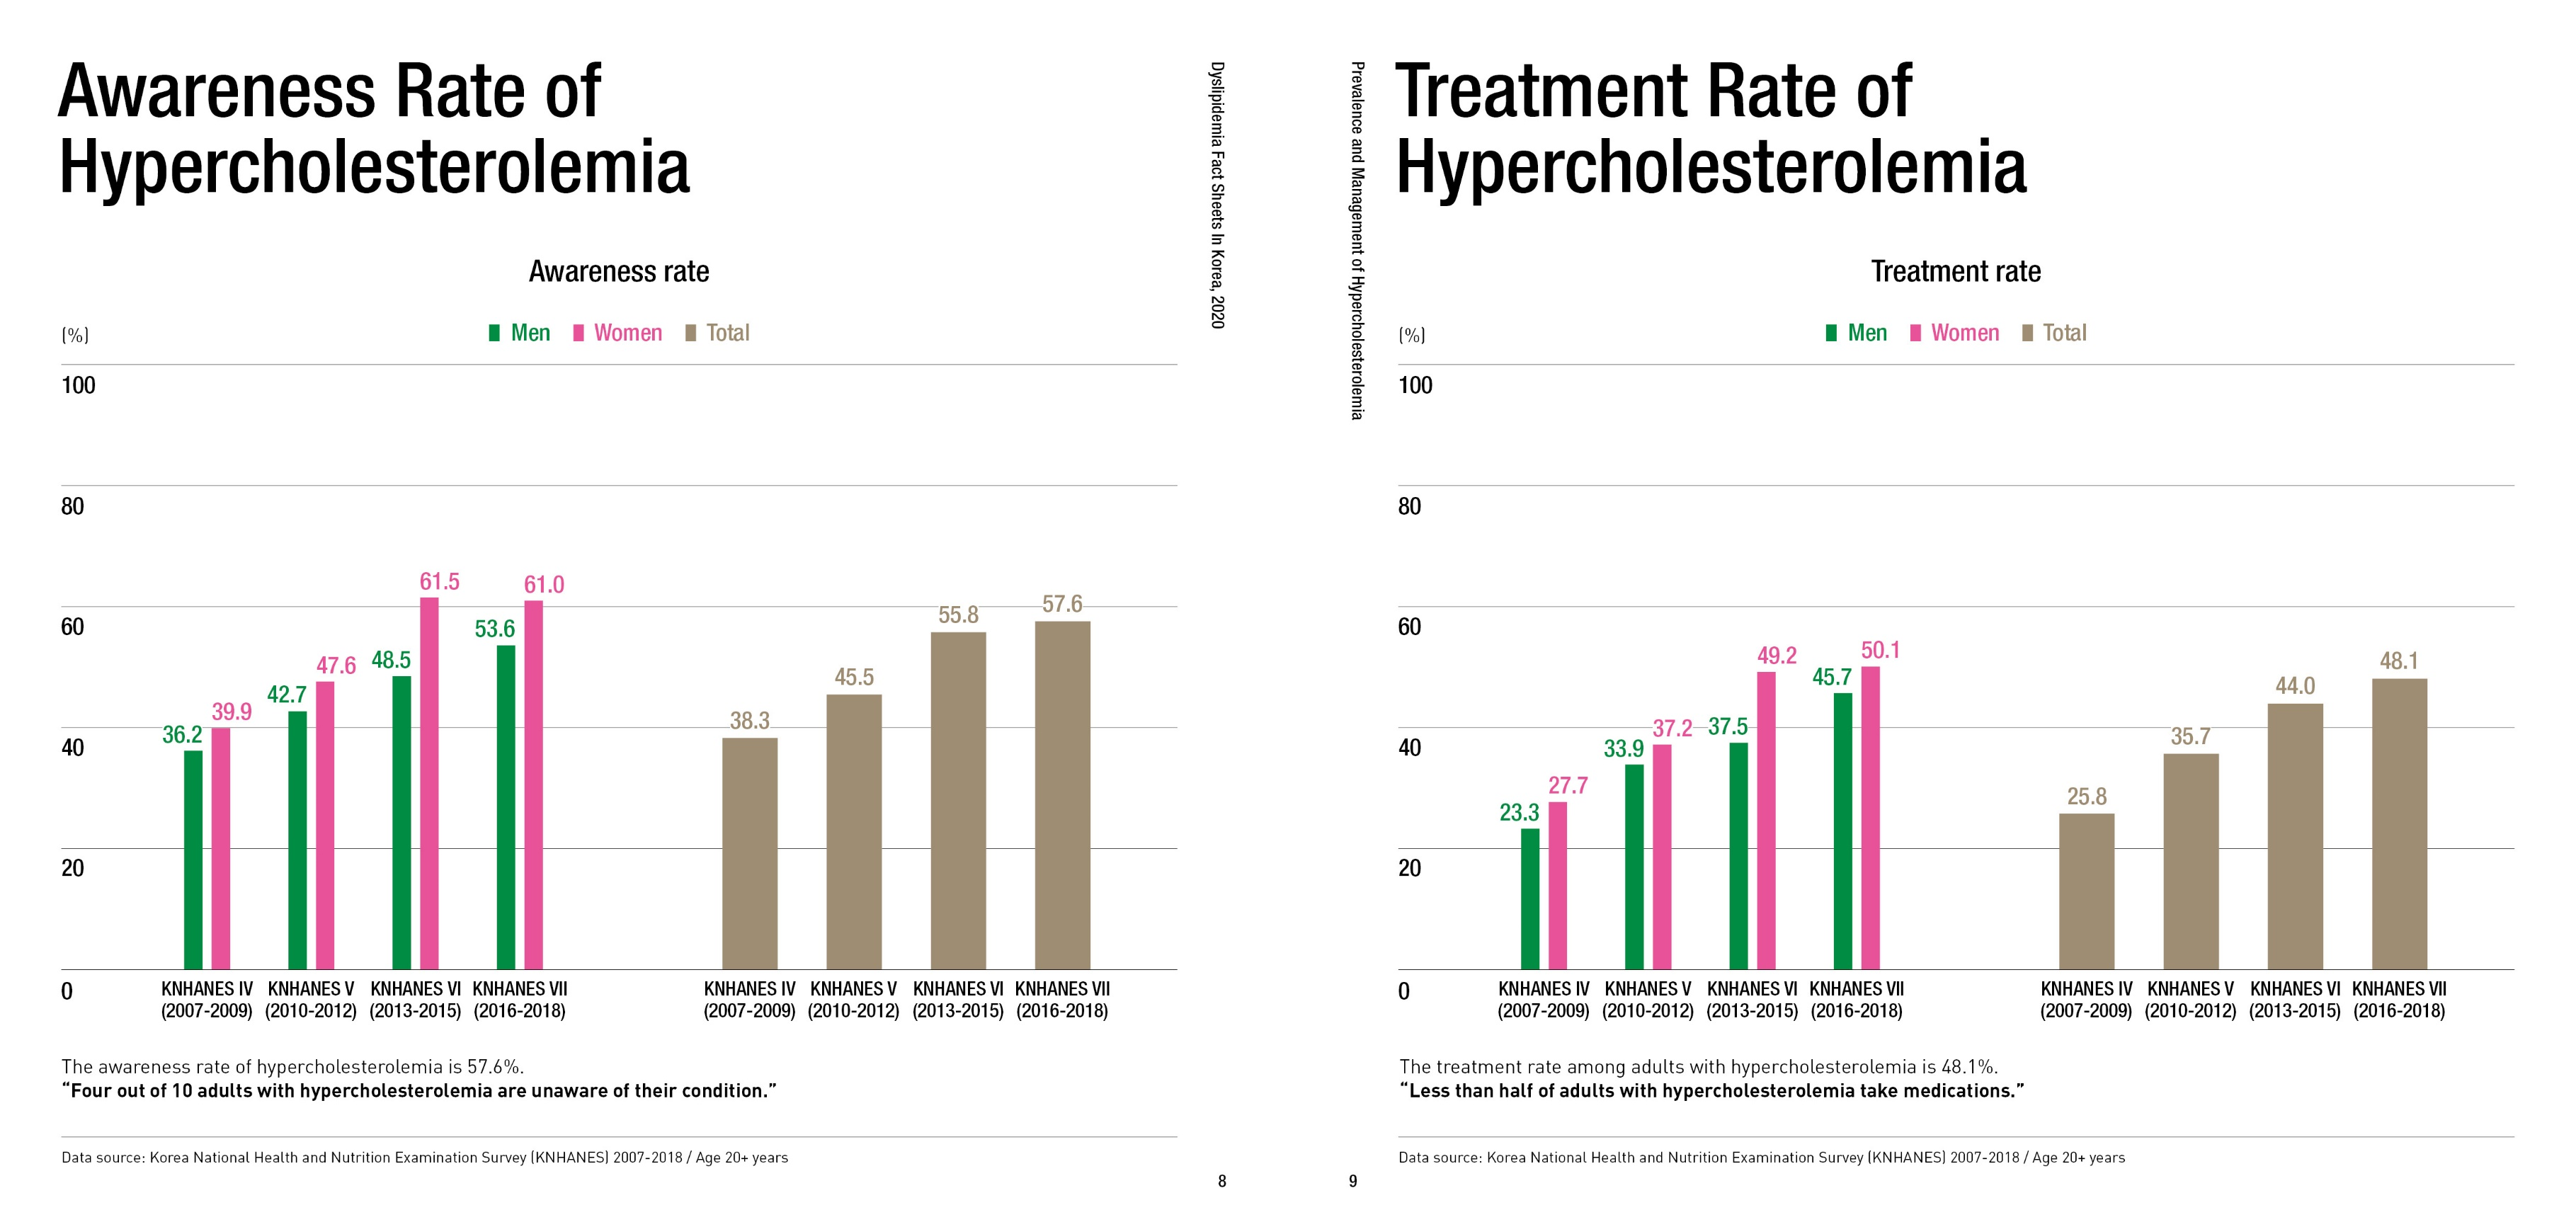 Awareness Rate of
Hypercholesterolemia
Awareness rate
(%)
Men Women Total
100
80
60
40
20
0
36.2 39.9 42.7 47.6 48.5 61.5 53.6 61.0
38.3 45.5 55.8 57.6
KNHANES IV KNHANES V KNHANES VI KNHANES VII
(2007-2009) (2010-2012) (2013-2015) (2016-2018)
KNHANES IV KNHANES V KNHANES VI KNHANES VII
(2007-2009) (2010-2012) (2013-2015) (2016-2018)
The awareness rate of hypercholesterolemia is 57.6%.
“Four out of 10 adults with hypercholesterolemia are unaware of their condition.”
Data source: Korea National Health and Nutrition Examination Survey (KNHANES) 2007-2018 / Age 20+ years
Dyslipidemia Fact Sheets In Korea, 2020
8
Prevalence and Management of Hypercholesterolemia
Treatment Rate of
Hypercholesterolemia
Treatment rate
(%)
Men Women Total
100
80
60
40
20
0
23.3 27.7 33.9 37.2 37.5 49.2 45.7 50.1
25.8 35.7 44.0 48.1
KNHANES IV KNHANES V KNHANES VI KNHANES VII
(2007-2009) (2010-2012) (2013-2015) (2016-2018)
KNHANES IV KNHANES V KNHANES VI KNHANES VII
(2007-2009) (2010-2012) (2013-2015) (2016-2018)
The treatment rate among adults with hypercholesterolemia is 48.1%.
“Less than half of adults with hypercholesterolemia take medications.”
Data source: Korea National Health and Nutrition Examination Survey (KNHANES) 2007-2018 / Age 20+ years
9